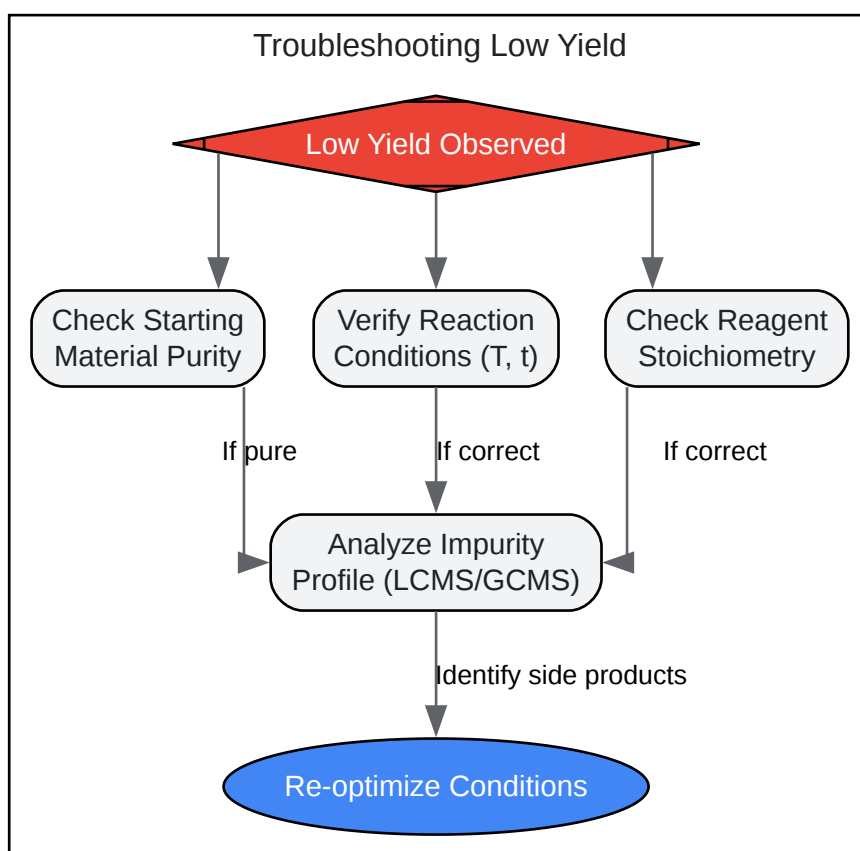 Troubleshooting Low Yield
Low Yield Observed
Check Starting
Material Purity
Verify Reaction
Conditions (T, t)
Check Reagent
Stoichiometry
If pure
If correct
If correct
Analyze Impurity
Profile (LCMS/GCMS)
Identify side products
Re-optimize Conditions